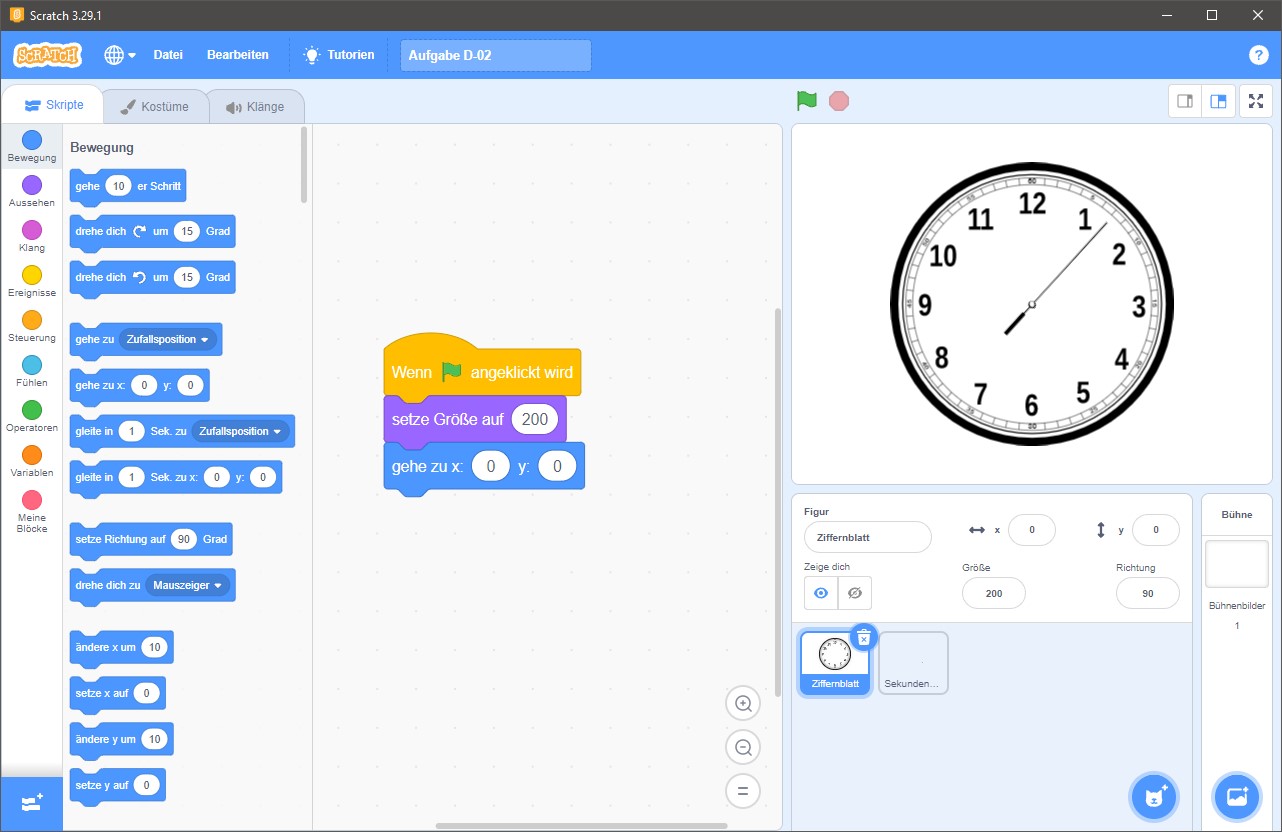 Scratch 3.29.1
SCRATCH
Datei
Bearbeiten
Tutorien
Aufgabe D-02
?
Skripte
Kostüme
Klänge
Bewegung
Aussehen
Klang
Ereignisse
Steuerung
Fühlen
Operatoren
Variablen
Meine
Blöcke
Bewegung
gehe 10 er Schritt
drehe dich um 15 Grad
drehe dich um 15 Grad
gehe zu Zufallsposition
gehe zu x: 0 y: 0
gleite in 1 Sek. zu Zufallsposition
gleite in 1 Sek. zu x: 0 y: 0
setze Richtung auf 90 Grad
drehe dich zu Mauszeiger
ändere x um 10
setze x auf 0
ändere y um 10
setze y auf 0
Wenn angeklickt wird
setze Größe auf 200
gehe zu x: 0 y: 0
60
12
11
1
10
2
9
3
8
4
7
5
6
Figur
Ziffernblatt
x 0
y 0
Zeige dich
Größe
200
Richtung
90
Ziffernblatt
Sekunden...
Bühne
Bühnenbilder
1